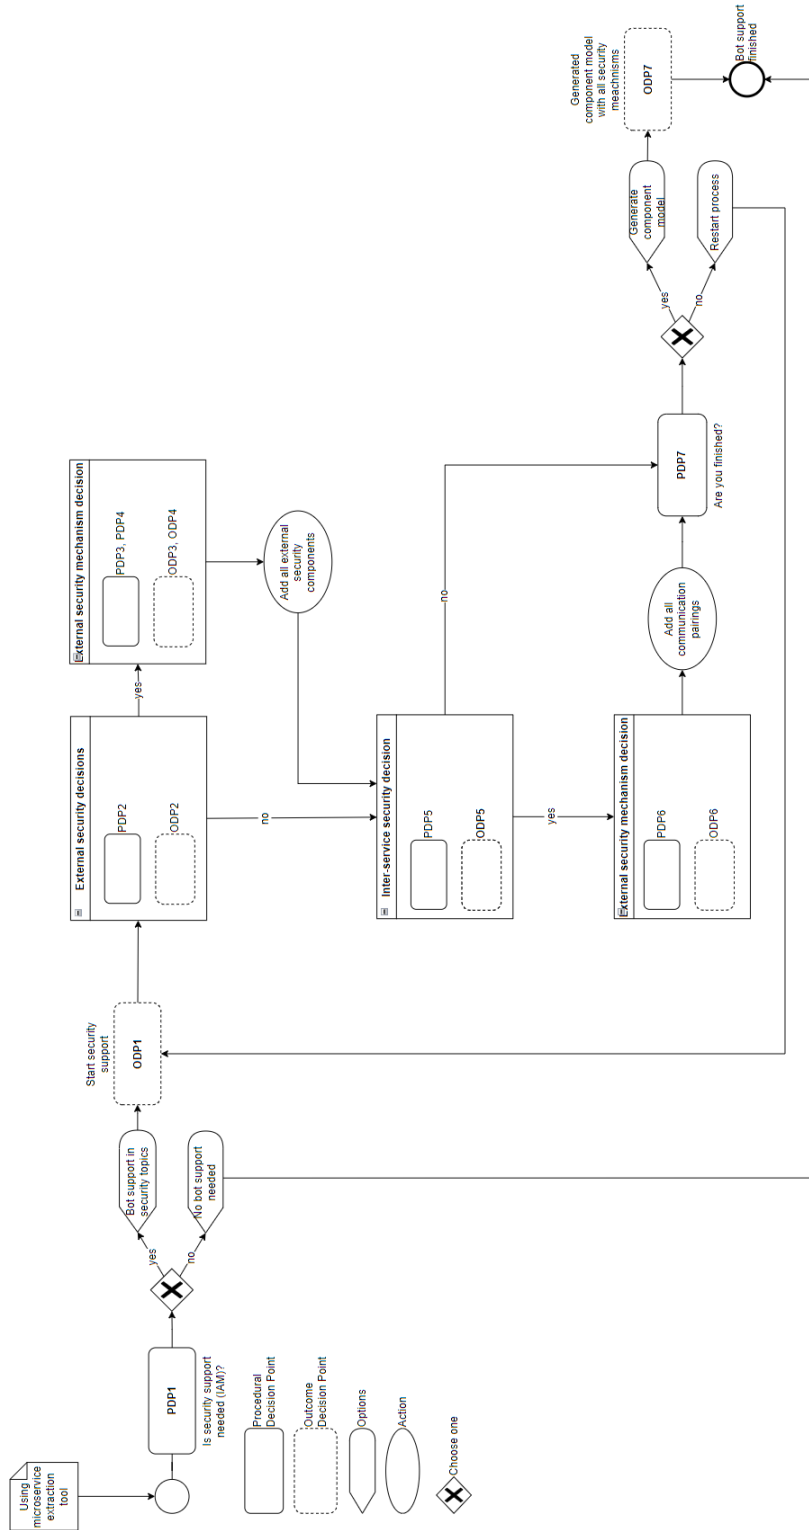 Using
microservice
extraction
tool
PDP1
Is security support
needed (IAM)?
yes
no
Bot support in
security topics
No bot support
needed
Start security
support
ODP1
External security decisions
PDP2
ODP2
yes
no
External security mechanism decision
PDP3, PDP4
ODP3, ODP4
Add all external
security
components
Inter-service security decision
PDP5
ODP5
no
yes
External security mechanism decision
PDP6
ODP6
Add all
communication
pairings
PDP7
Are you finished?
yes
no
Generate
component
model
Restart process
Generated
component model
with all security
meachnisms
ODP7
Bot support
finished
Procedural
Decision Point
Outcome
Decision Point
Options
Action
Choose one